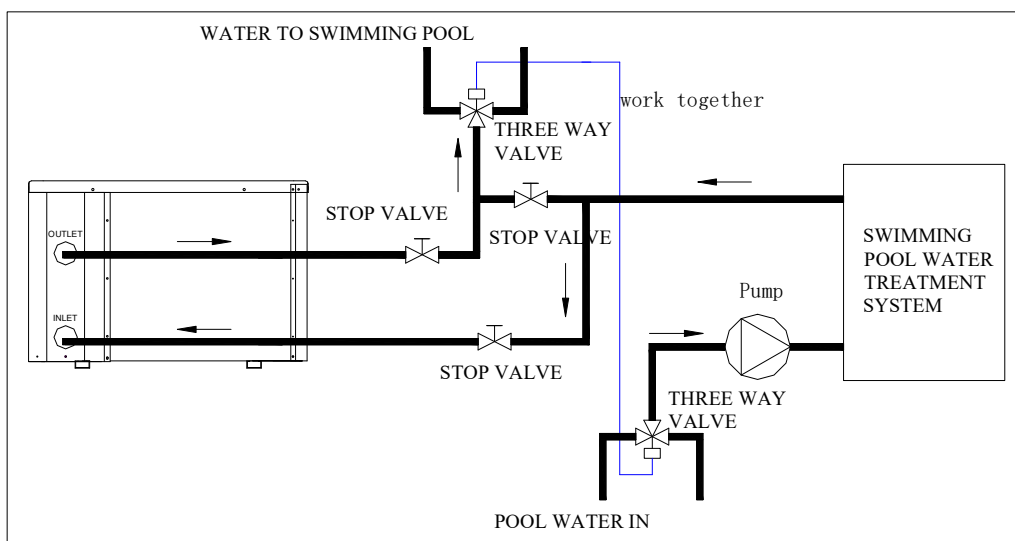 WATER TO SWIMMING POOL
work together
THREE WAY
VALVE
STOP VALVE
STOP VALVE
OUTLET
INLET
SWIMMING
POOL WATER
TREATMENT
SYSTEM
Pump
STOP VALVE
THREE WAY
VALVE
POOL WATER IN